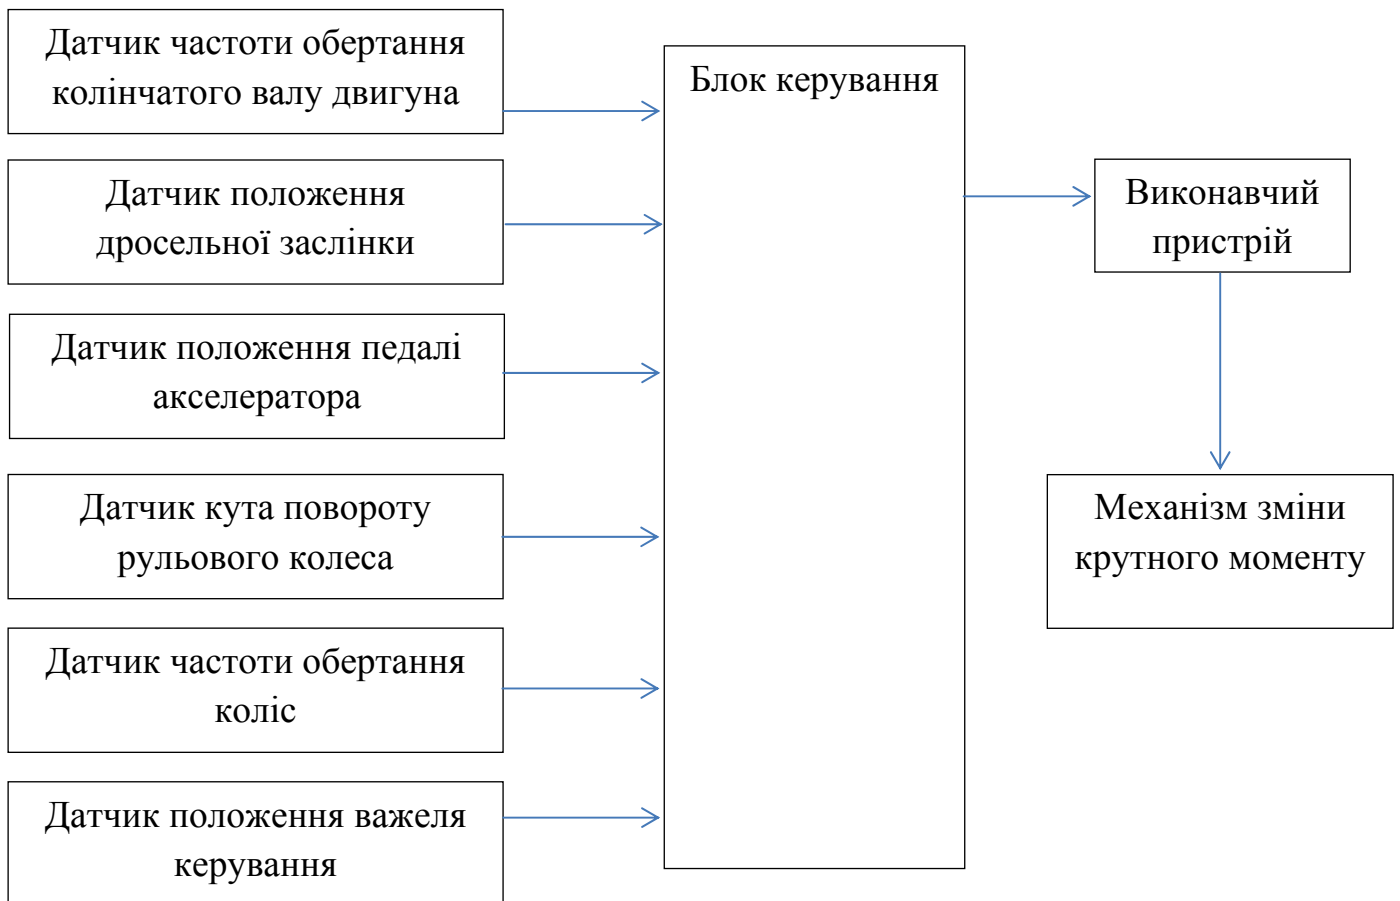 Датчик частоти обертання
колінчатого валу двигуна
Датчик положення
дросельної заслінки
Датчик положення педалі
акселератора
Датчик кута повороту
рульового колеса
Датчик частоти обертання
коліс
Датчик положення важеля
керування
Блок керування
Виконавчий
пристрій
Механізм зміни
крутного моменту